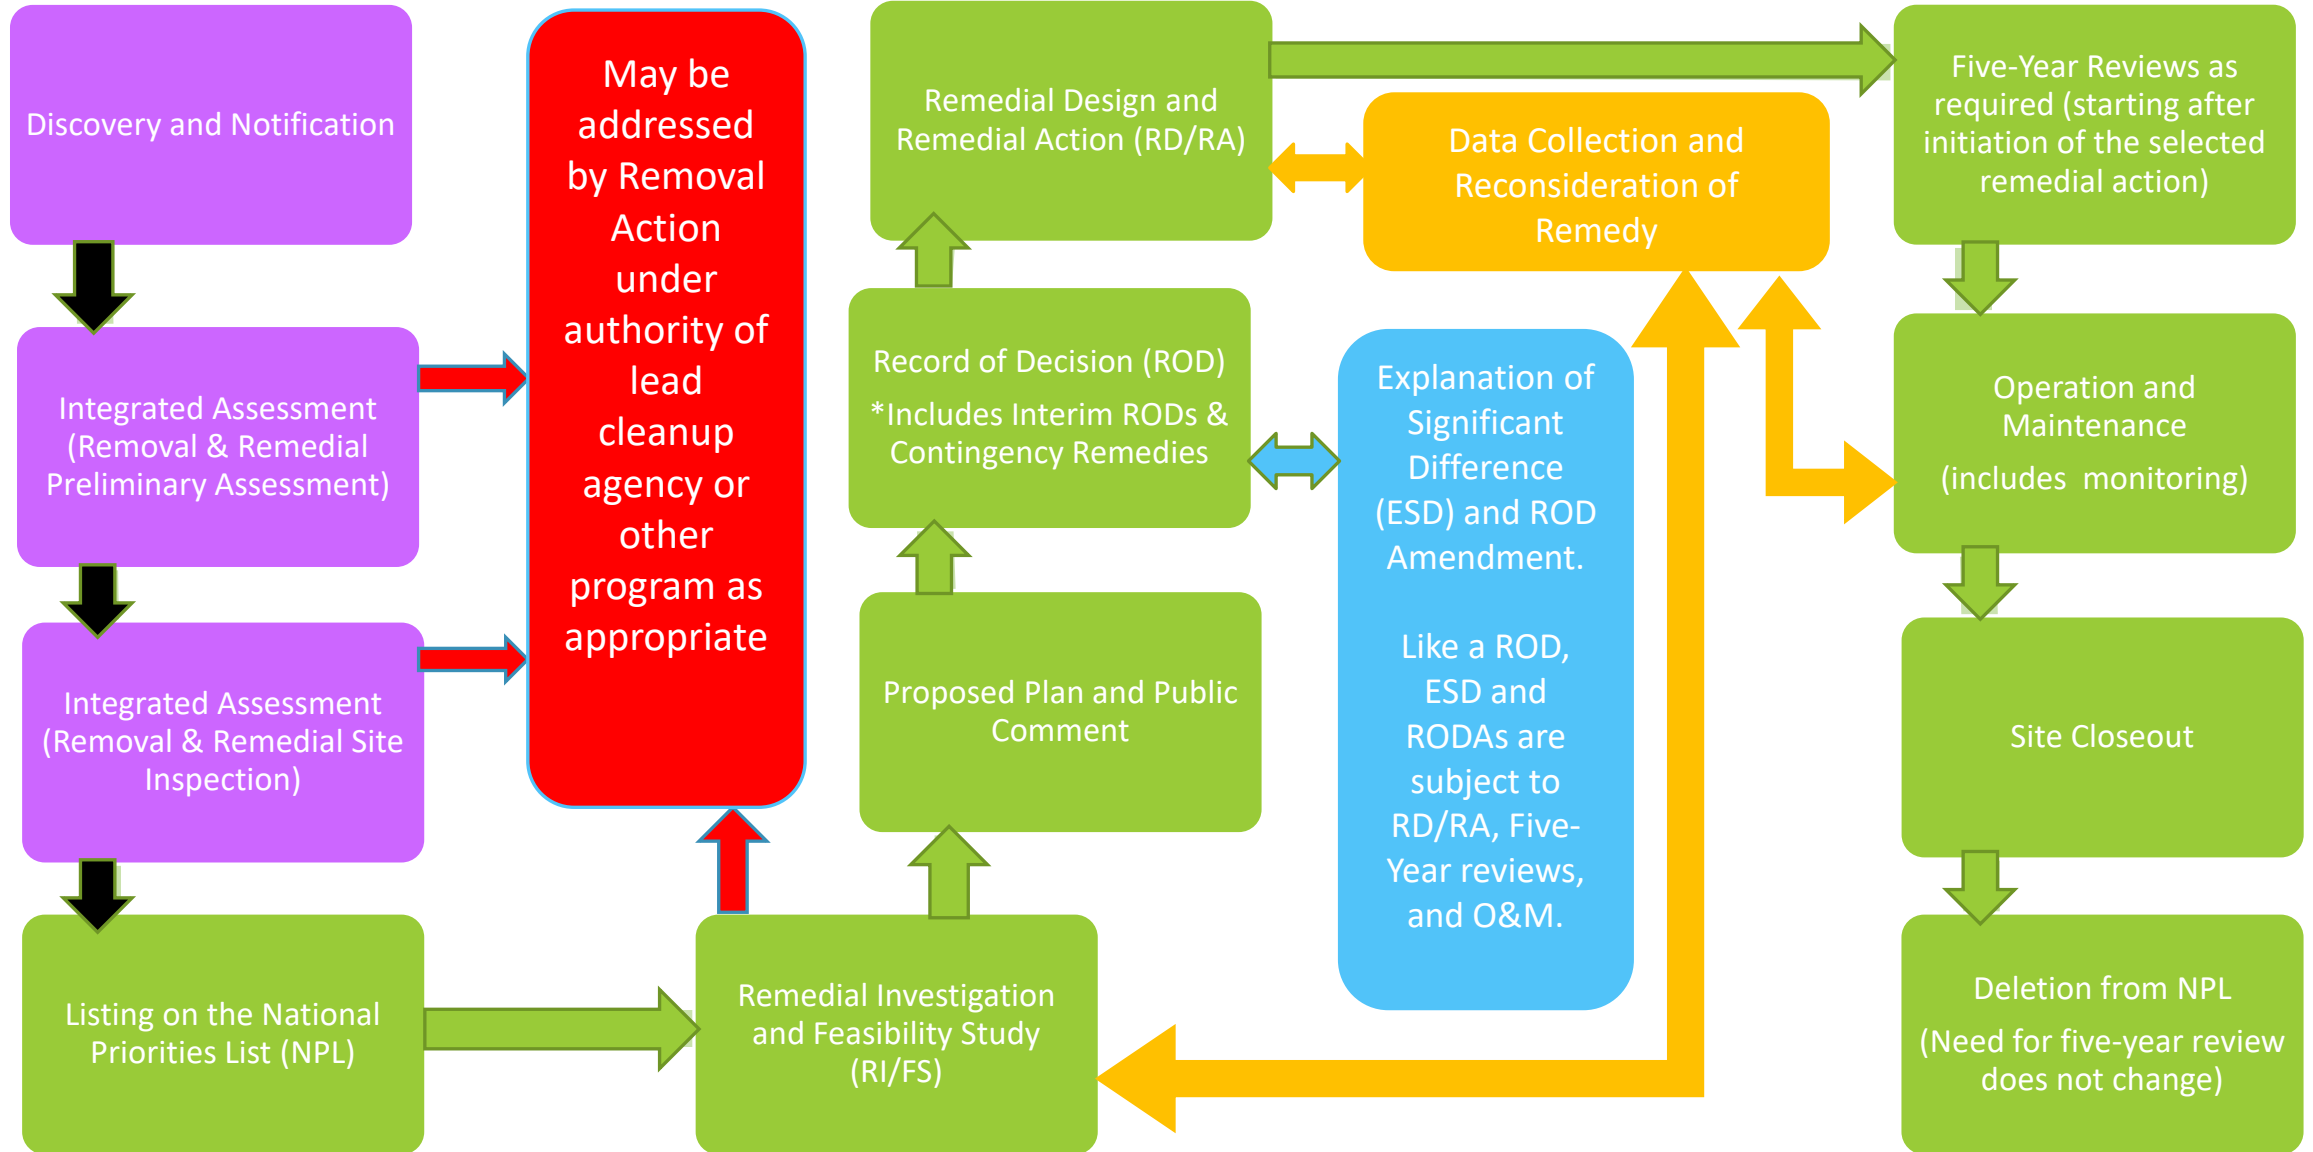 Discovery and Notification
Integrated Assessment
(Removal & Remedial
Preliminary Assessment)
Integrated Assessment
(Removal & Remedial Site
Inspection)
Listing on the National
Priorities List (NPL)
May be
addressed
by Removal
Action
under
authority of
lead
cleanup
agency or
other
program as
appropriate
Remedial Investigation
and Feasibility Study
(RI/FS)
Proposed Plan and Public
Comment
Record of Decision (ROD)
*Includes Interim RODs &
Contingency Remedies
Remedial Design and
Remedial Action (RD/RA)
Data Collection and
Reconsideration of
Remedy
Explanation of
Significant
Difference
(ESD) and ROD
Amendment.
Like a ROD,
ESD and
RODAs are
subject to
RD/RA, Five-
Year reviews,
and O&M.
Five-Year Reviews as
required (starting after
initiation of the selected
remedial action)
Operation and
Maintenance
(includes  monitoring)
Site Closeout
Deletion from NPL
(Need for five-year review
does not change)